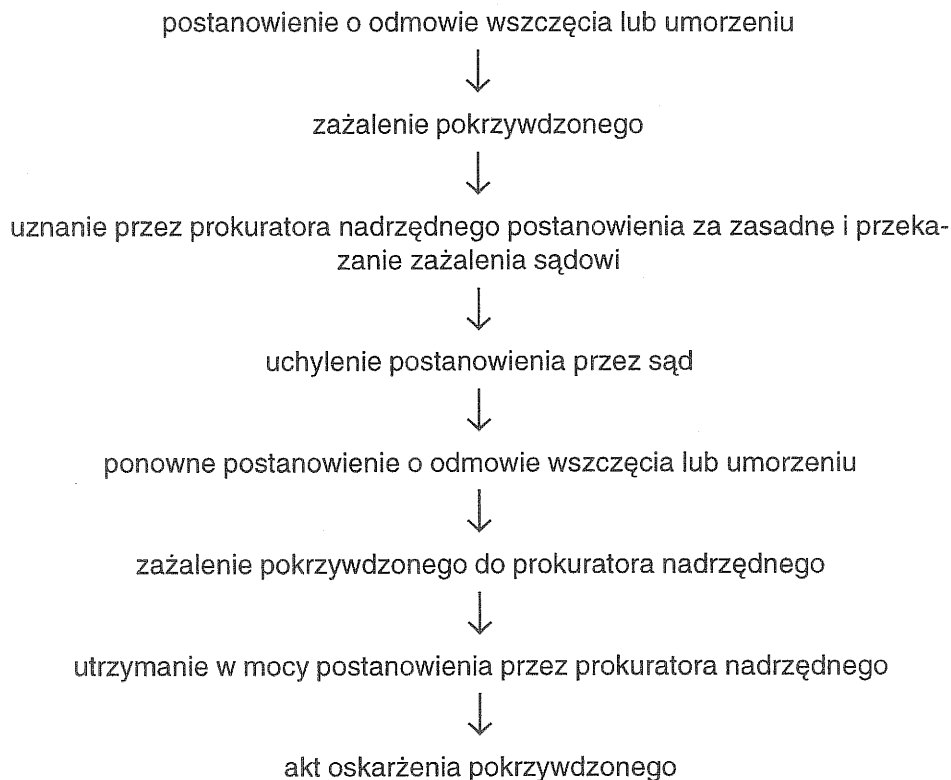 postanowienie o odmowie wszczęcia lub umorzeniu
zażalenie pokrzywdzonego
uznanie przez prokuratora nadrzędnego postanowienia za zasadne i przeka-
zanie zażalenia sądowi
uchylenie postanowienia przez sąd
ponowne postanowienie o odmowie wszczęcia lub umorzeniu
zażalenie pokrzywdzonego do prokuratora nadrzędnego
utrzymanie w mocy postanowienia przez prokuratora nadrzędnego
akt oskarżenia pokrzywdzonego